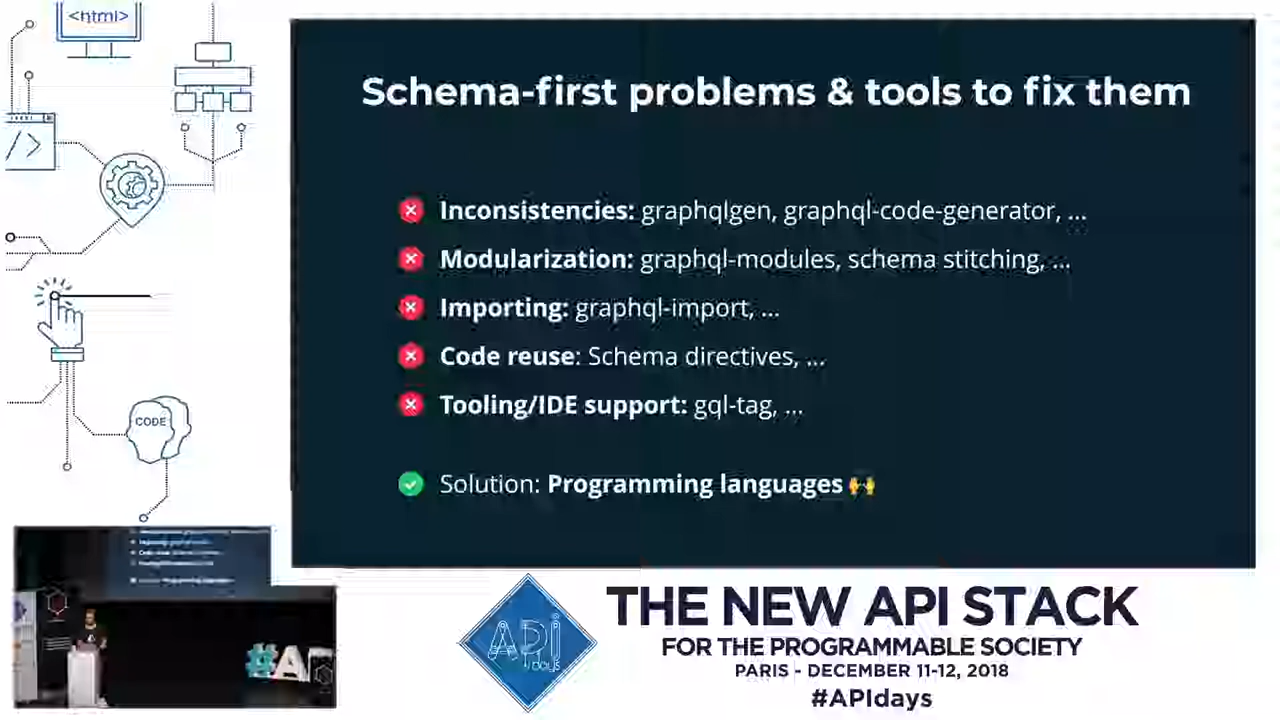 <html>
Schema-first problems & tools to fix them
Inconsistencies: graphqlgen, graphql-code-generator, ...
Modularization: graphql-modules, schema stitching, ...
Importing: graphql-import, ...
Code reuse: Schema directives, ...
Tooling/IDE support: gql-tag, ...
Solution: Programming languages 🙌
</>
CODE
#AP
API
THE NEW API STACK
FOR THE PROGRAMMABLE SOCIETY
PARIS - DECEMBER 11-12, 2018
#APIdays